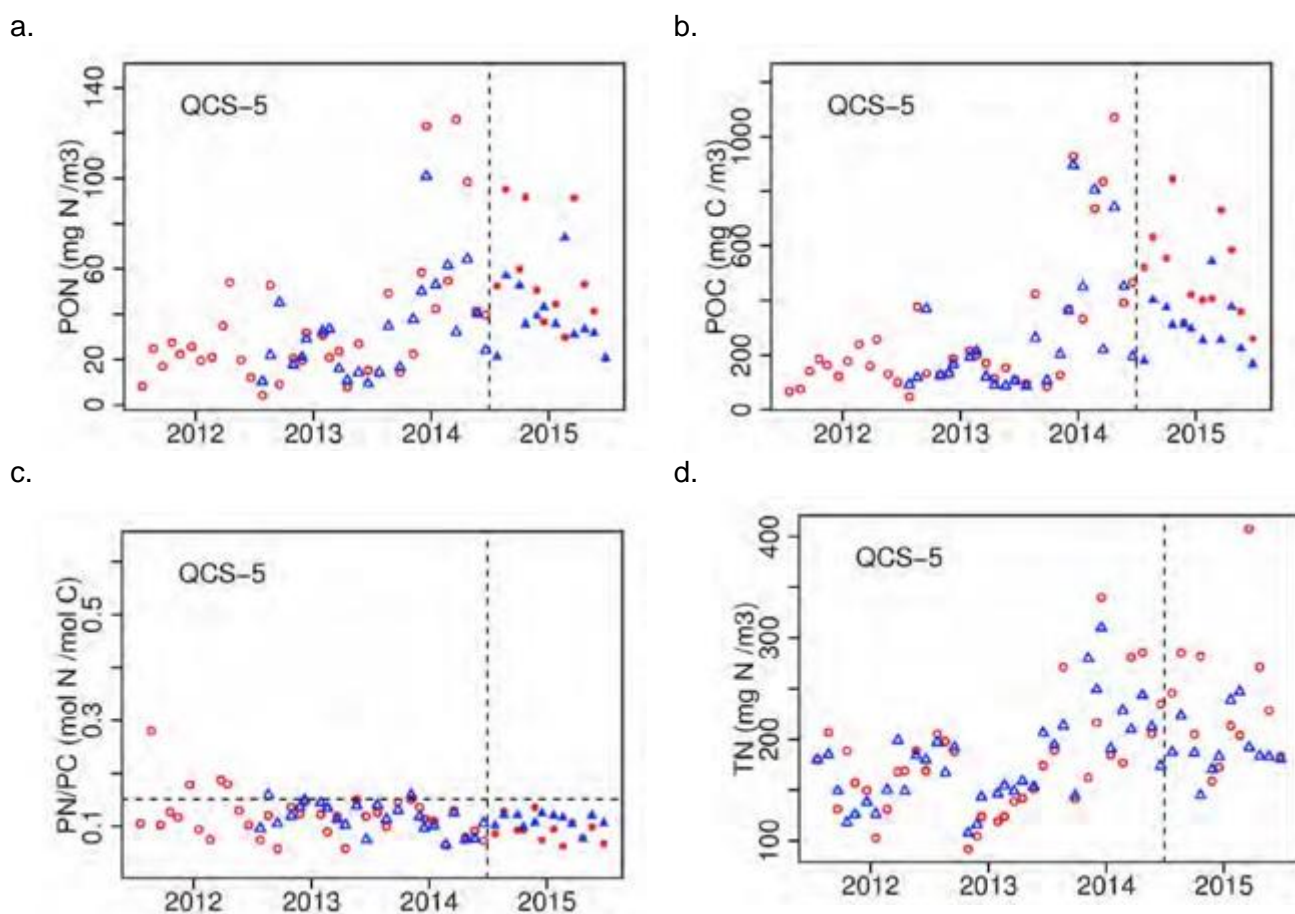 a.
140
100
60
20
0
PON (mg N /m3)
QCS-5
2012 2013 2014 2015
b.
1000
600
200
0
POC (mg C /m3)
QCS-5
2012 2013 2014 2015
c.
0.5
0.3
0.1
PN/PC (mol N /mol C)
QCS-5
2012 2013 2014 2015
d.
400
300
200
100
TN (mg N /m3)
QCS-5
2012 2013 2014 2015